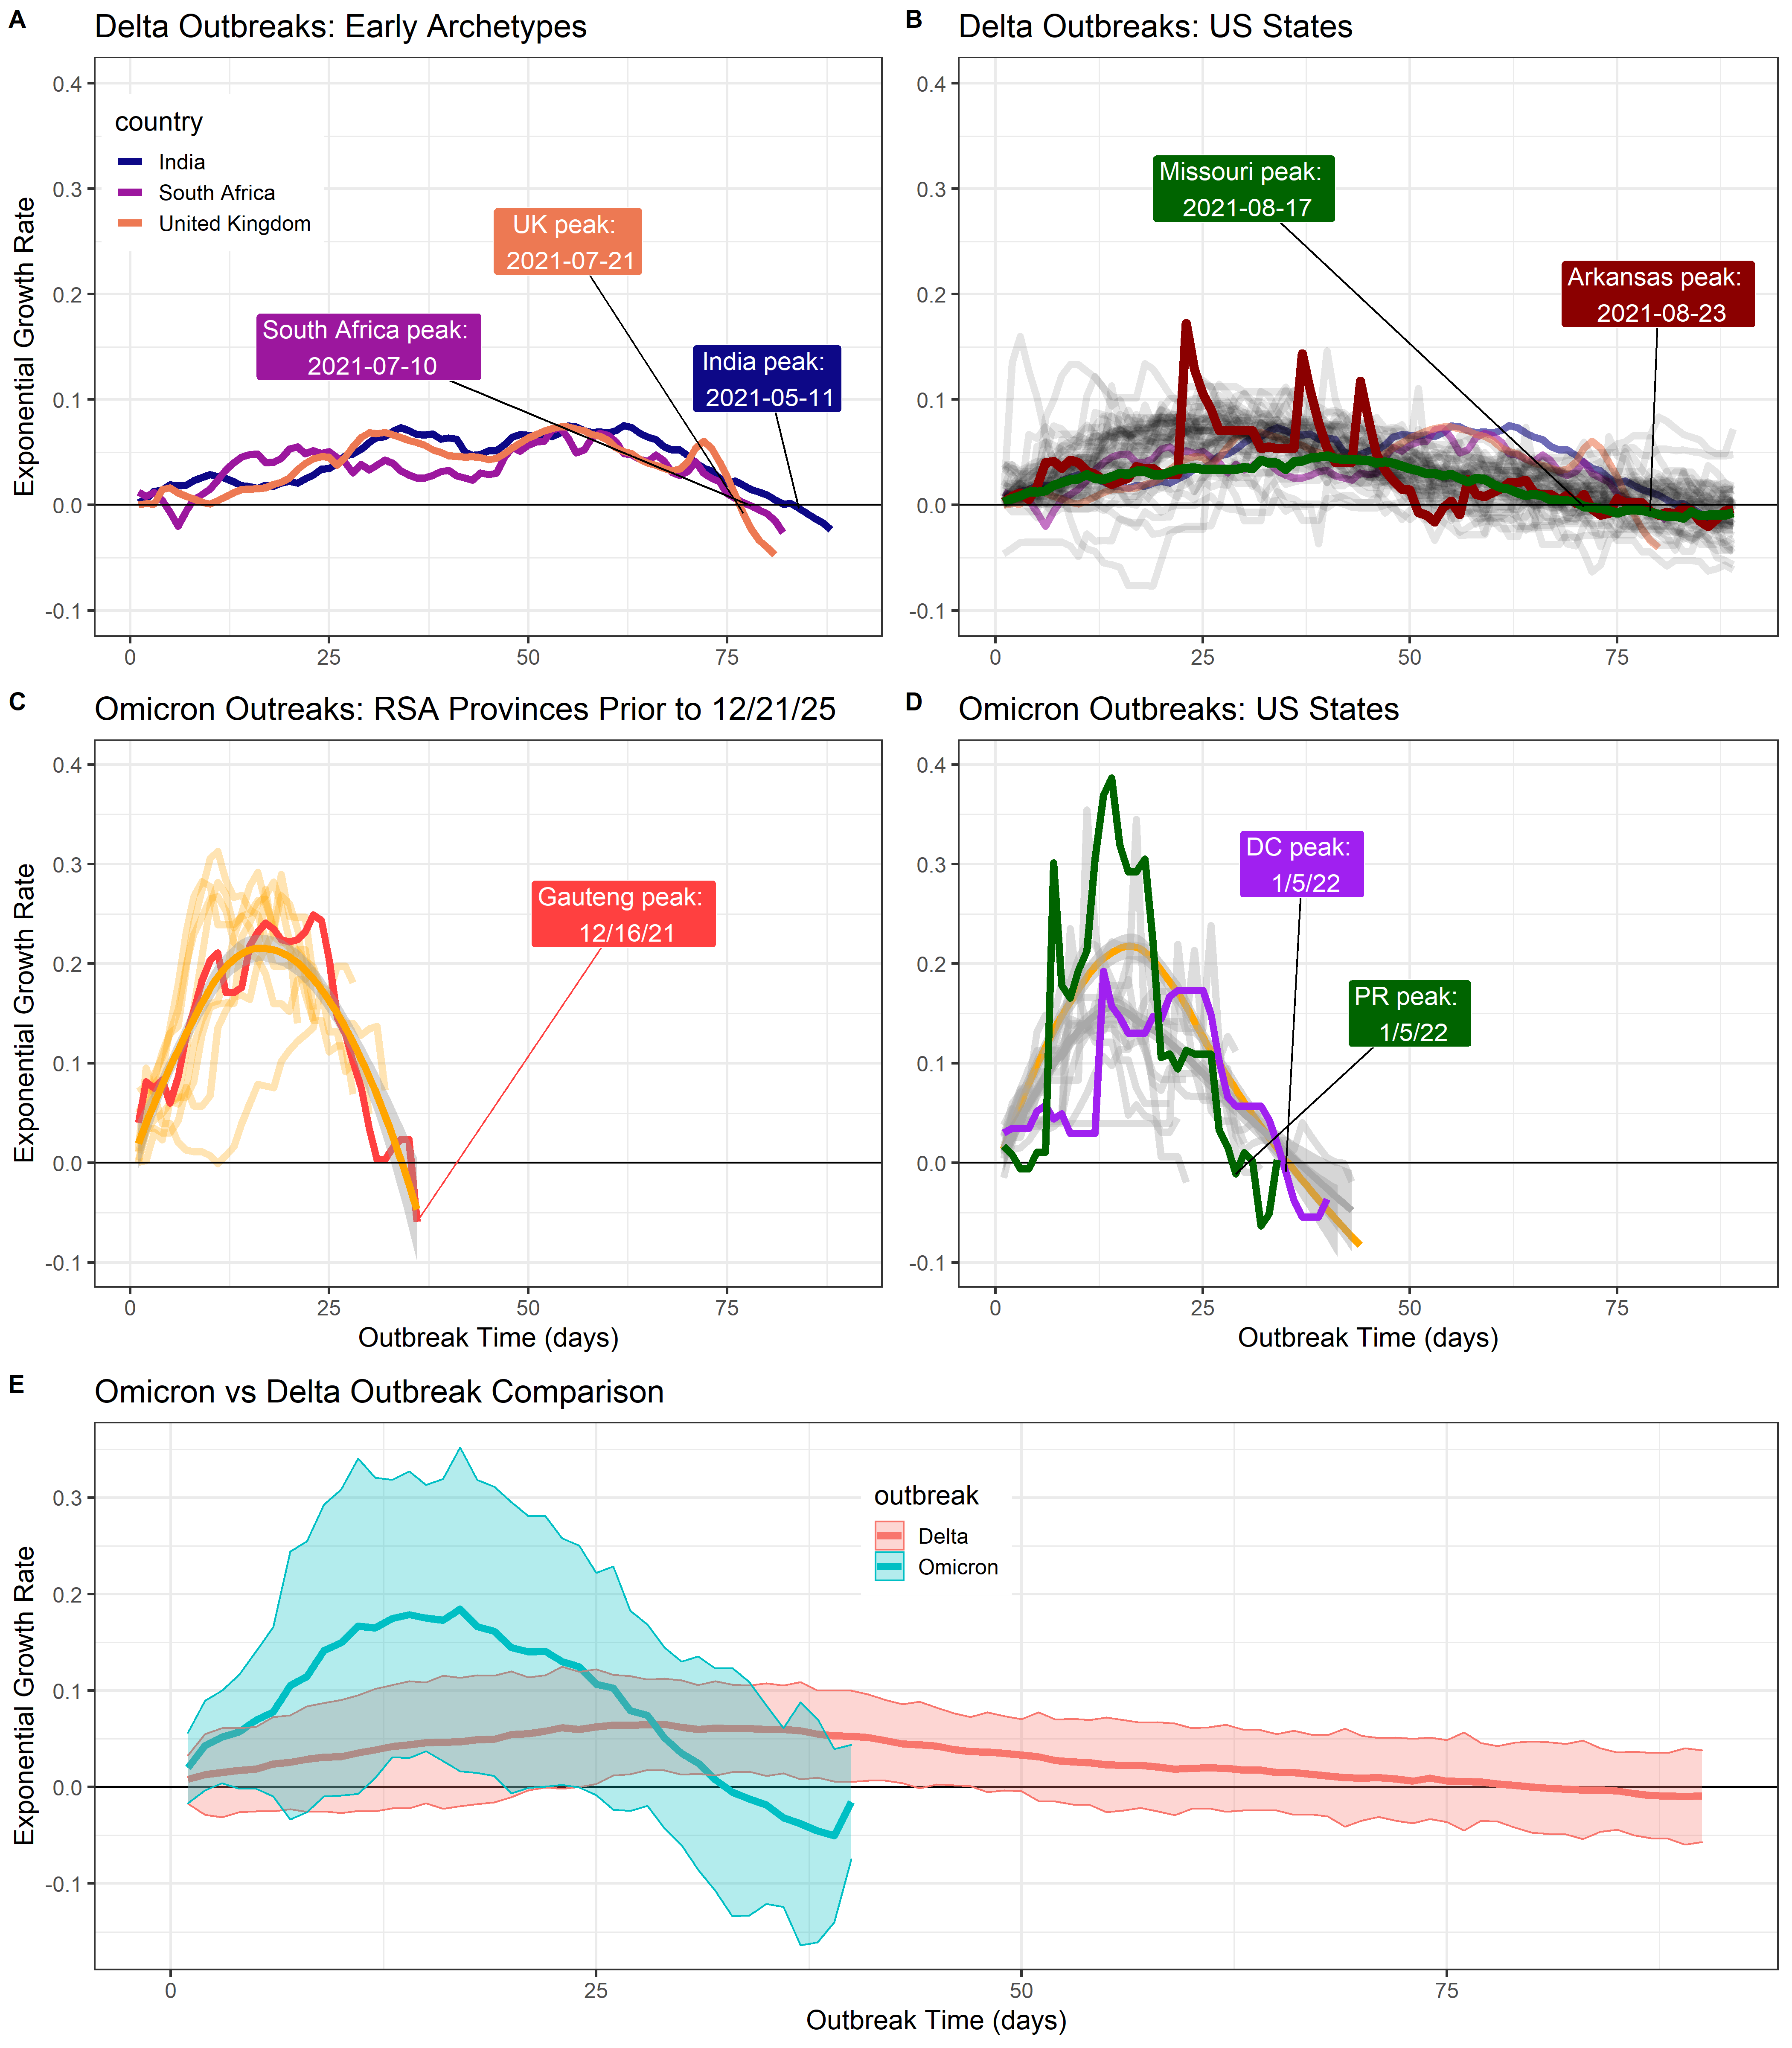 A
Delta Outbreaks: Early Archetypes
Exponential Growth Rate
0.4
0.3
0.2
0.1
0.0
-0.1
country
India
South Africa
United Kingdom
UK peak:
2021-07-21
South Africa peak:
2021-07-10
India peak:
2021-05-11
0
25
50
75
B
Delta Outbreaks: US States
0.4
0.3
0.2
0.1
0.0
-0.1
Missouri peak:
2021-08-17
Arkansas peak:
2021-08-23
0
25
50
75
C
Omicron Outreaks: RSA Provinces Prior to 12/21/25
Exponential Growth Rate
0.4
0.3
0.2
0.1
0.0
-0.1
Gauteng peak:
12/16/21
0
25
50
75
Outbreak Time (days)
D
Omicron Outbreaks: US States
0.4
0.3
0.2
0.1
0.0
-0.1
DC peak:
1/5/22
PR peak:
1/5/22
0
25
50
75
Outbreak Time (days)
E
Omicron vs Delta Outbreak Comparison
Exponential Growth Rate
0.3
0.2
0.1
0.0
-0.1
outbreak
Delta
Omicron
0
25
50
75
Outbreak Time (days)